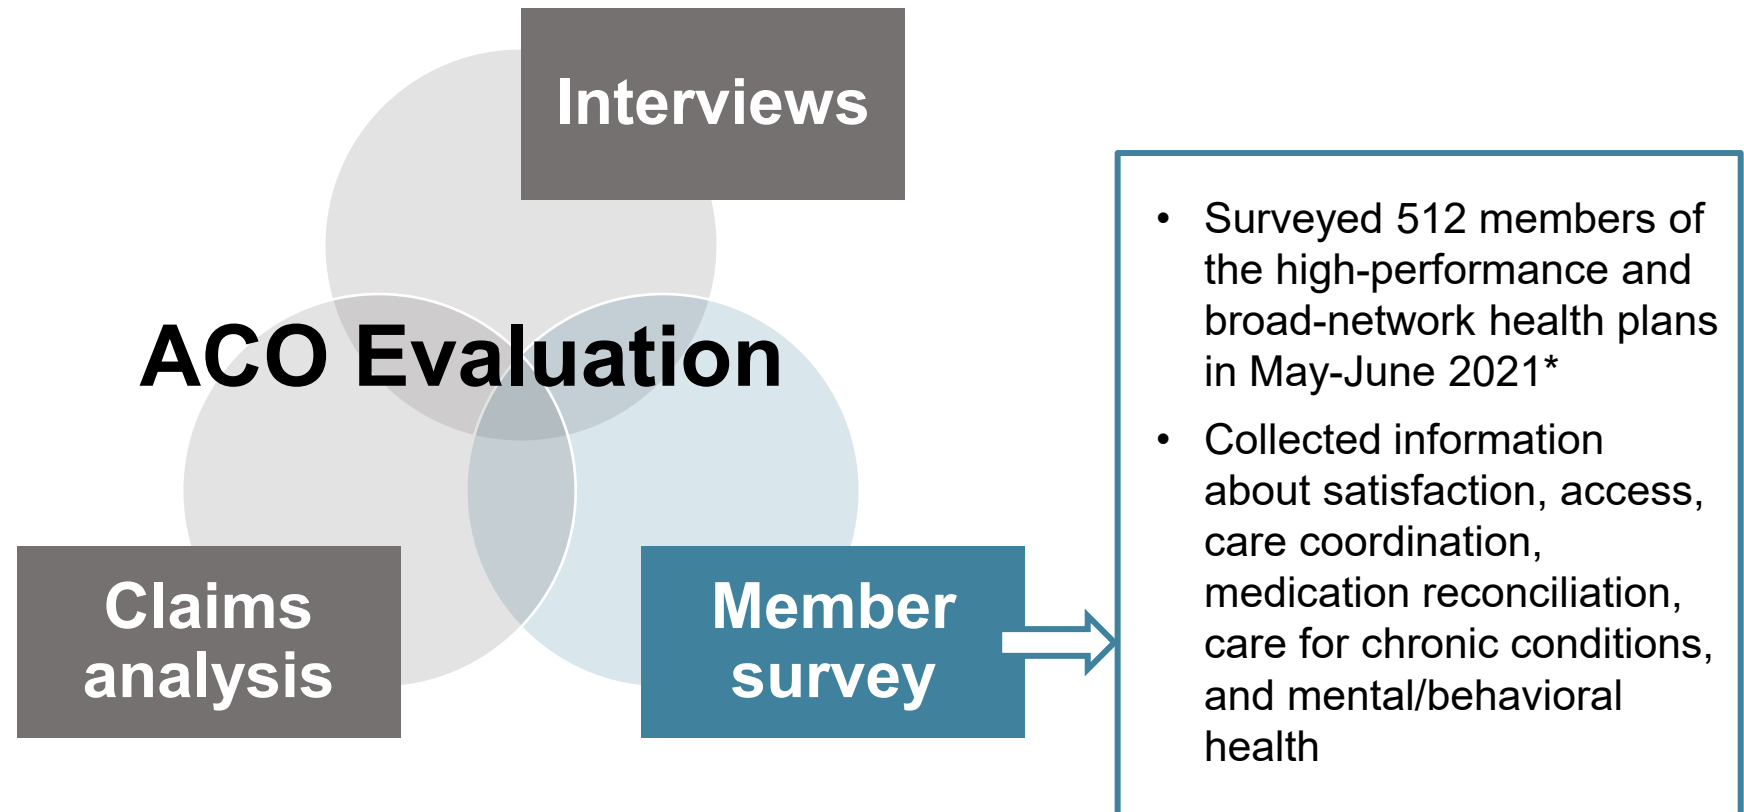 Interviews
ACO Evaluation
Claims
analysis
Member
survey
• Surveyed 512 members of
the high-performance and
broad-network health plans
in May-June 2021*
• Collected information
about satisfaction, access,
care coordination,
medication reconciliation,
care for chronic conditions,
and mental/behavioral
health